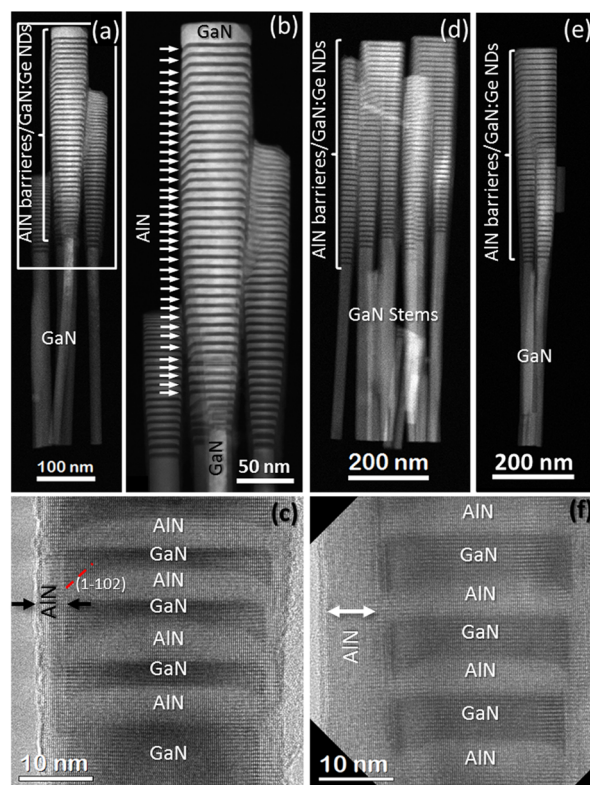 (a)
AlN barrieres/GaN:Ge NDs
GaN
100 nm
(b)
GaN
AlN
GaN
50 nm
(d)
AlN barrieres/GaN:Ge NDs
GaN Stems
200 nm
(e)
AlN barrieres/GaN:Ge NDs
GaN
200 nm
(c)
AlN
GaN
AlN
(1-102)
AlN
GaN
AlN
GaN
AlN
GaN
10 nm
(f)
AlN
GaN
AlN
AlN
GaN
AlN
GaN
AlN
10 nm